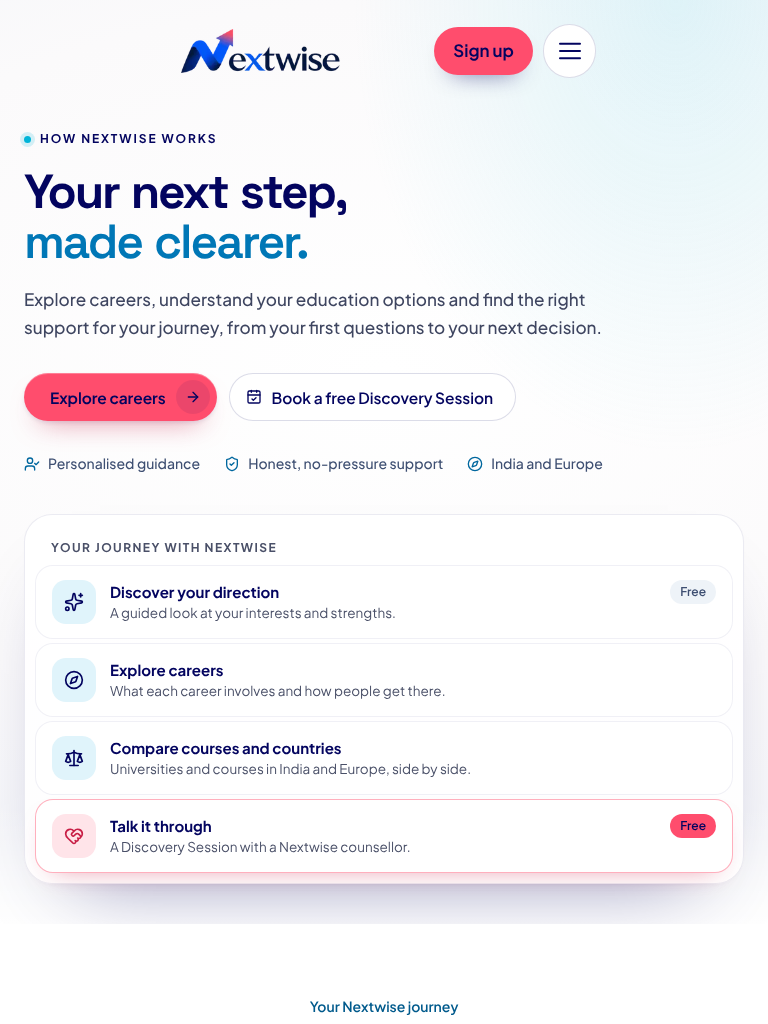 Nextwise
Sign up
HOW NEXTWISE WORKS
Your next step,
made clearer.
Explore careers, understand your education options and find the right
support for your journey, from your first questions to your next decision.
Explore careers
Book a free Discovery Session
Personalised guidance
Honest, no-pressure support
India and Europe
YOUR JOURNEY WITH NEXTWISE
Discover your direction
Free
A guided look at your interests and strengths.
Explore careers
What each career involves and how people get there.
Compare courses and countries
Universities and courses in India and Europe, side by side.
Talk it through
Free
A Discovery Session with a Nextwise counsellor.
Your Nextwise journey